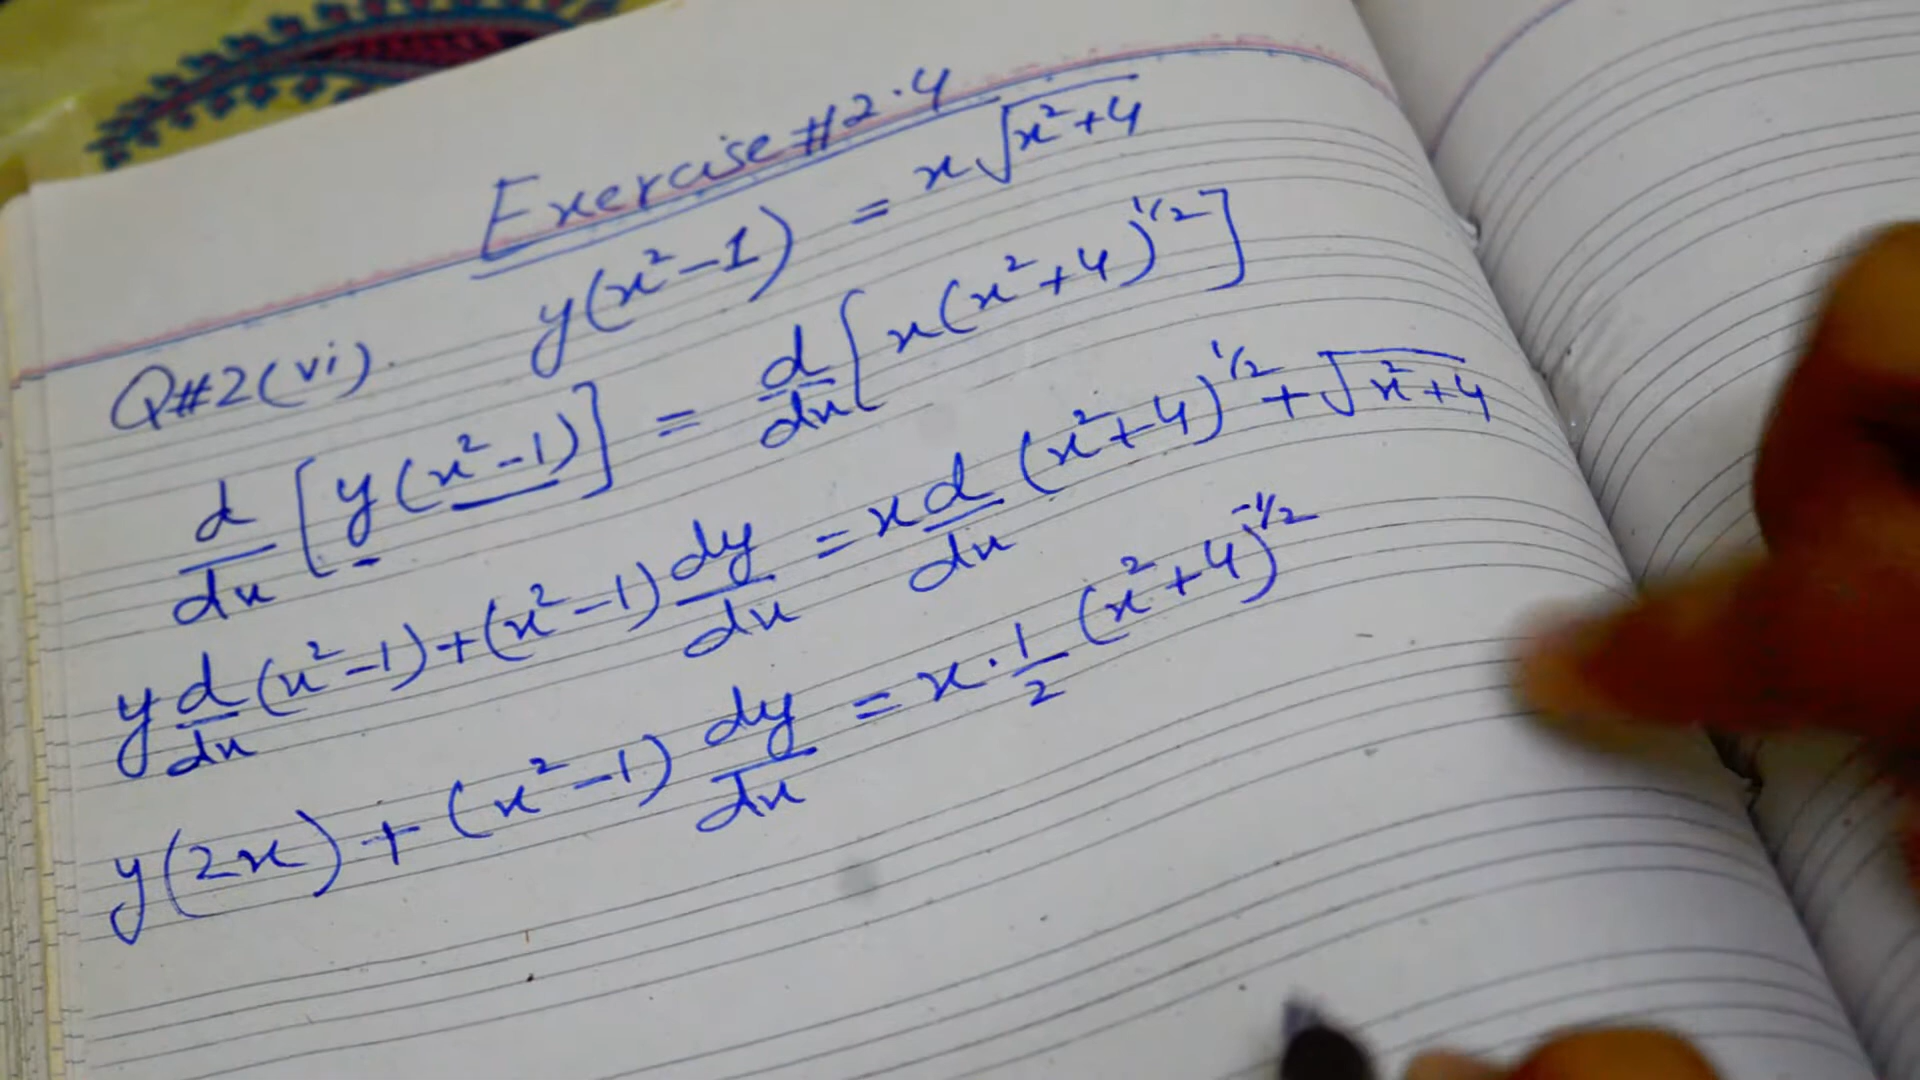 Exercise #2.4
Q#2(vi). y(x²-1) = x√(x²+4)
d/dx [y(x²-1)] = d/dx [x(x²+4)^1/2]
y d/dx (x²-1) + (x²-1) dy/dx = x d/dx (x²+4)^1/2 + √(x²+4)
y(2x) + (x²-1) dy/dx = x · 1/2 (x²+4)^-1/2